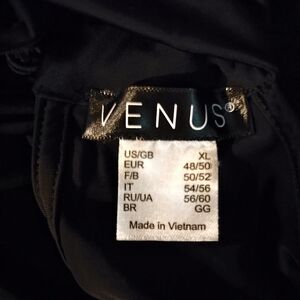 VENUS®
US/GB XL
EUR 48/50
F/B 50/52
IT 54/56
RU/UA 56/60
BR GG
Made in Vietnam